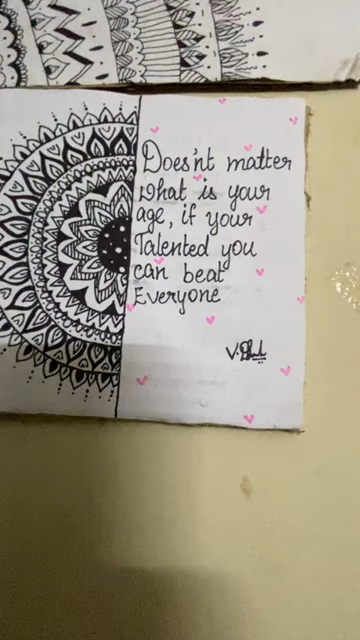 Does'nt matter
what is your
age, if your
Talented you
can beat
Everyone